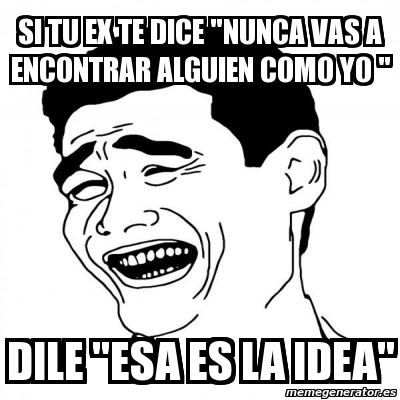 SI TU EX TE DICE "NUNCA VAS A
ENCONTRAR ALGUIEN COMO YO "
DILE "ESA ES LA IDEA"
memegenerator.es